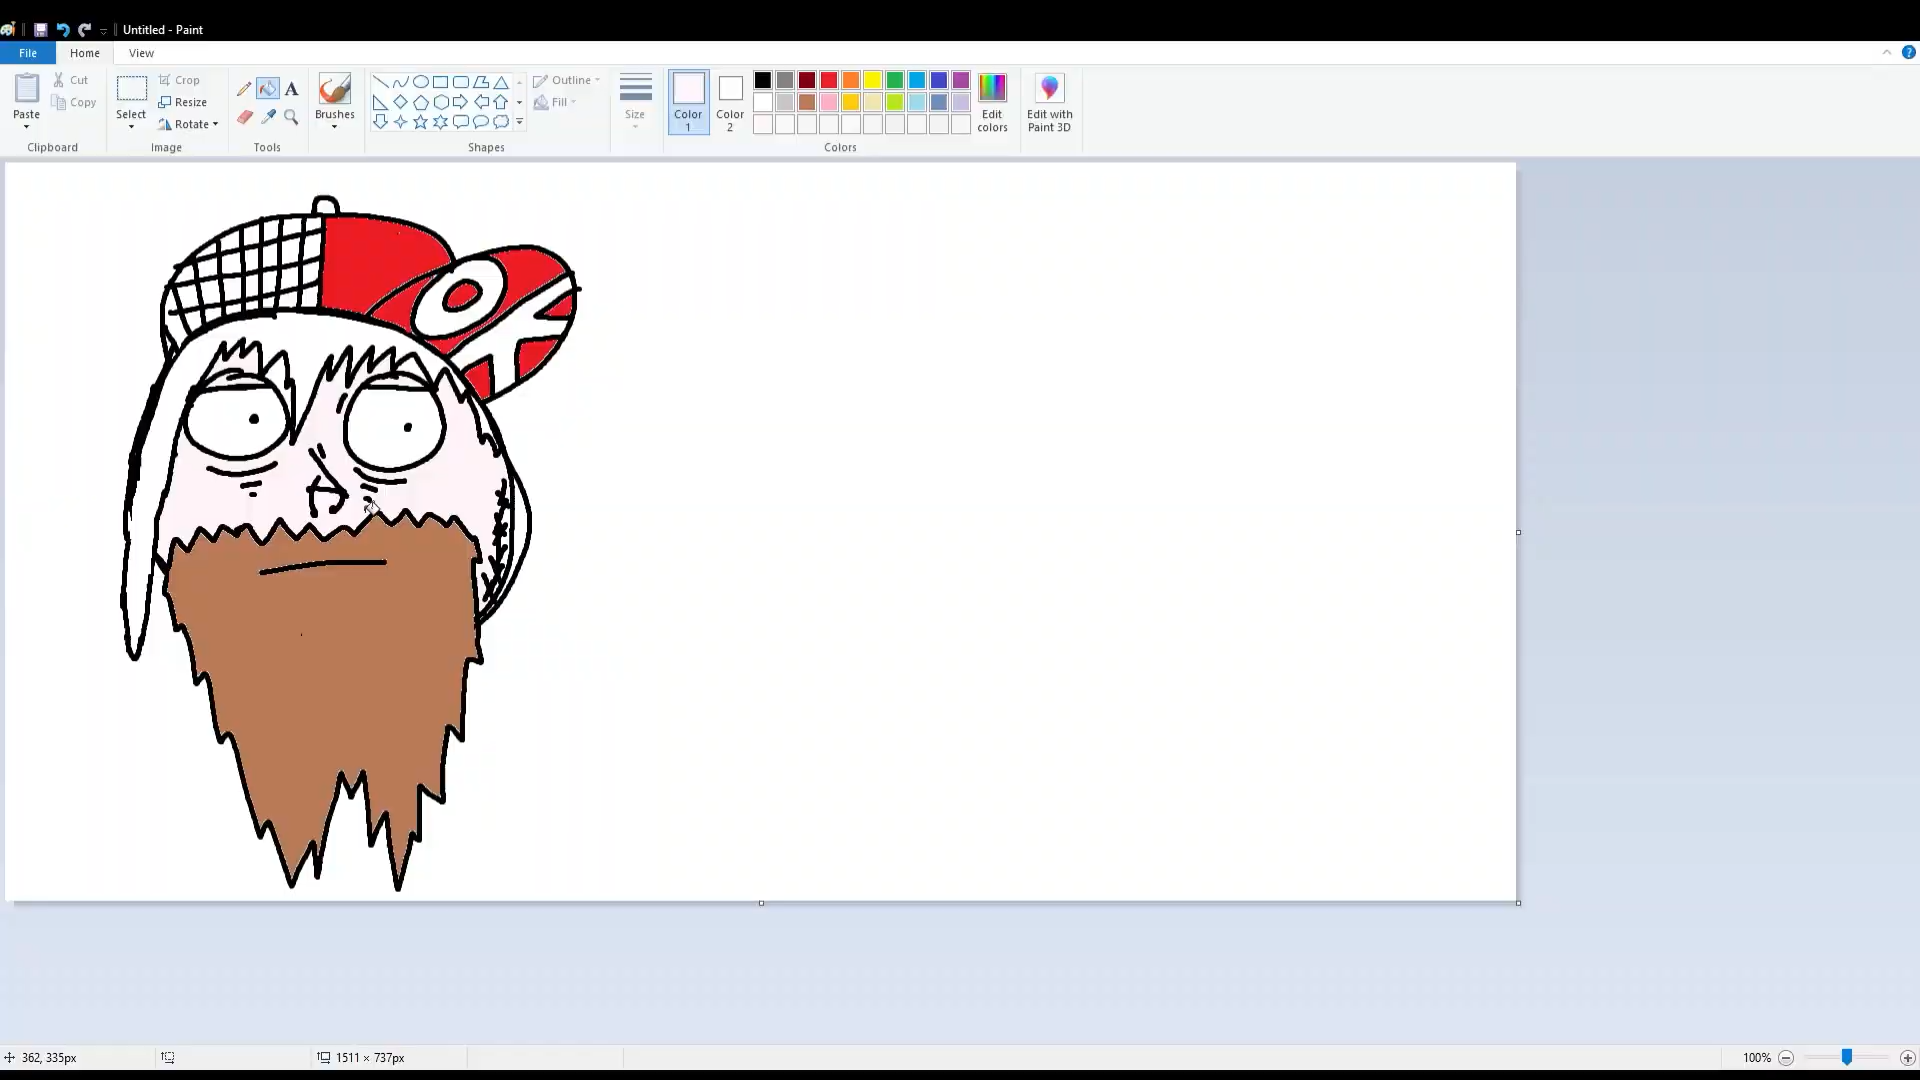 Untitled - Paint
File Home View
Paste
Cut
Copy
Clipboard
Select
Crop
Resize
Rotate
Image
A
Tools
Brushes
Shapes
Outline
Fill
Size
Color 1
Color 2
Edit colors
Colors
Edit with Paint 3D
362, 335px
1511 × 737px
100%